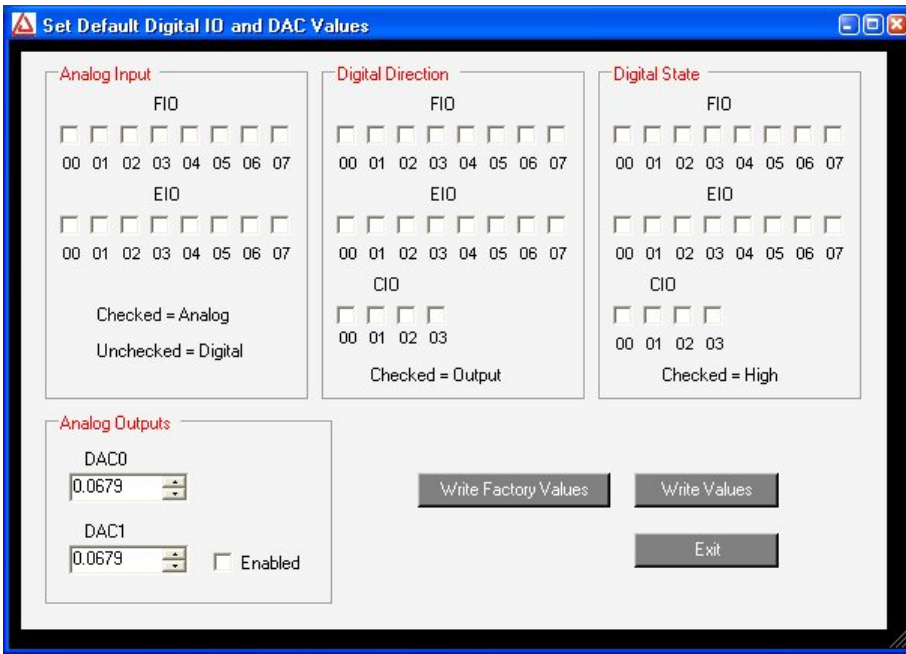 Set Default Digital IO and DAC Values
Analog Input
FIO
00 01 02 03 04 05 06 07
EIO
00 01 02 03 04 05 06 07
Checked = Analog
Unchecked = Digital
Digital Direction
FIO
00 01 02 03 04 05 06 07
EIO
00 01 02 03 04 05 06 07
CIO
00 01 02 03
Checked = Output
Digital State
FIO
00 01 02 03 04 05 06 07
EIO
00 01 02 03 04 05 06 07
CIO
00 01 02 03
Checked = High
Analog Outputs
DAC0
0.0679
DAC1
0.0679
Enabled
Write Factory Values
Write Values
Exit